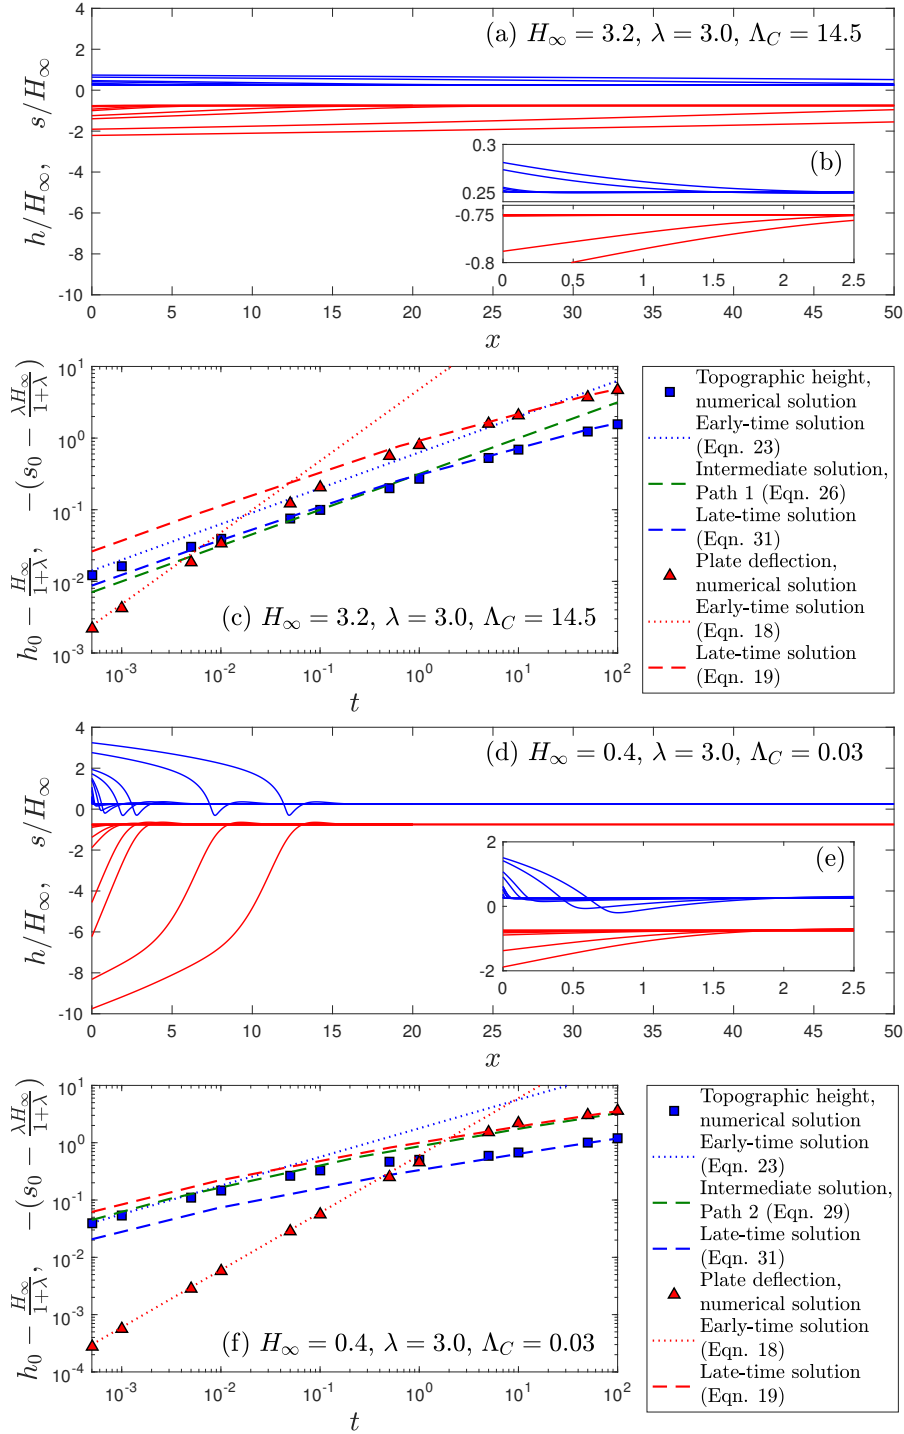 (a) H∞ = 3.2, λ = 3.0, ΛC = 14.5
h/H∞, s/H∞
4
2
0
-2
-4
-6
-8
-10
(b)
0.3
0.25
-0.75
-0.8
0 0.5 1 1.5 2 2.5
0 5 10 15 20 25 30 35 40 45 50
x
h0 − H∞/1+λ, −(s0 − λH∞/1+λ)
10^1
10^0
10^-1
10^-2
10^-3
(c) H∞ = 3.2, λ = 3.0, ΛC = 14.5
10^-3 10^-2 10^-1 10^0 10^1 10^2
t
Topographic height,
numerical solution
Early-time solution
(Eqn. 23)
Intermediate solution,
Path 1 (Eqn. 26)
Late-time solution
(Eqn. 31)
Plate deflection,
numerical solution
Early-time solution
(Eqn. 18)
Late-time solution
(Eqn. 19)
(d) H∞ = 0.4, λ = 3.0, ΛC = 0.03
h/H∞, s/H∞
4
2
0
-2
-4
-6
-8
-10
(e)
2
0
-2
0 0.5 1 1.5 2 2.5
0 5 10 15 20 25 30 35 40 45 50
x
h0 − H∞/1+λ, −(s0 − λH∞/1+λ)
10^1
10^0
10^-1
10^-2
10^-3
10^-4
(f) H∞ = 0.4, λ = 3.0, ΛC = 0.03
10^-3 10^-2 10^-1 10^0 10^1 10^2
t
Topographic height,
numerical solution
Early-time solution
(Eqn. 23)
Intermediate solution,
Path 2 (Eqn. 29)
Late-time solution
(Eqn. 31)
Plate deflection,
numerical solution
Early-time solution
(Eqn. 18)
Late-time solution
(Eqn. 19)